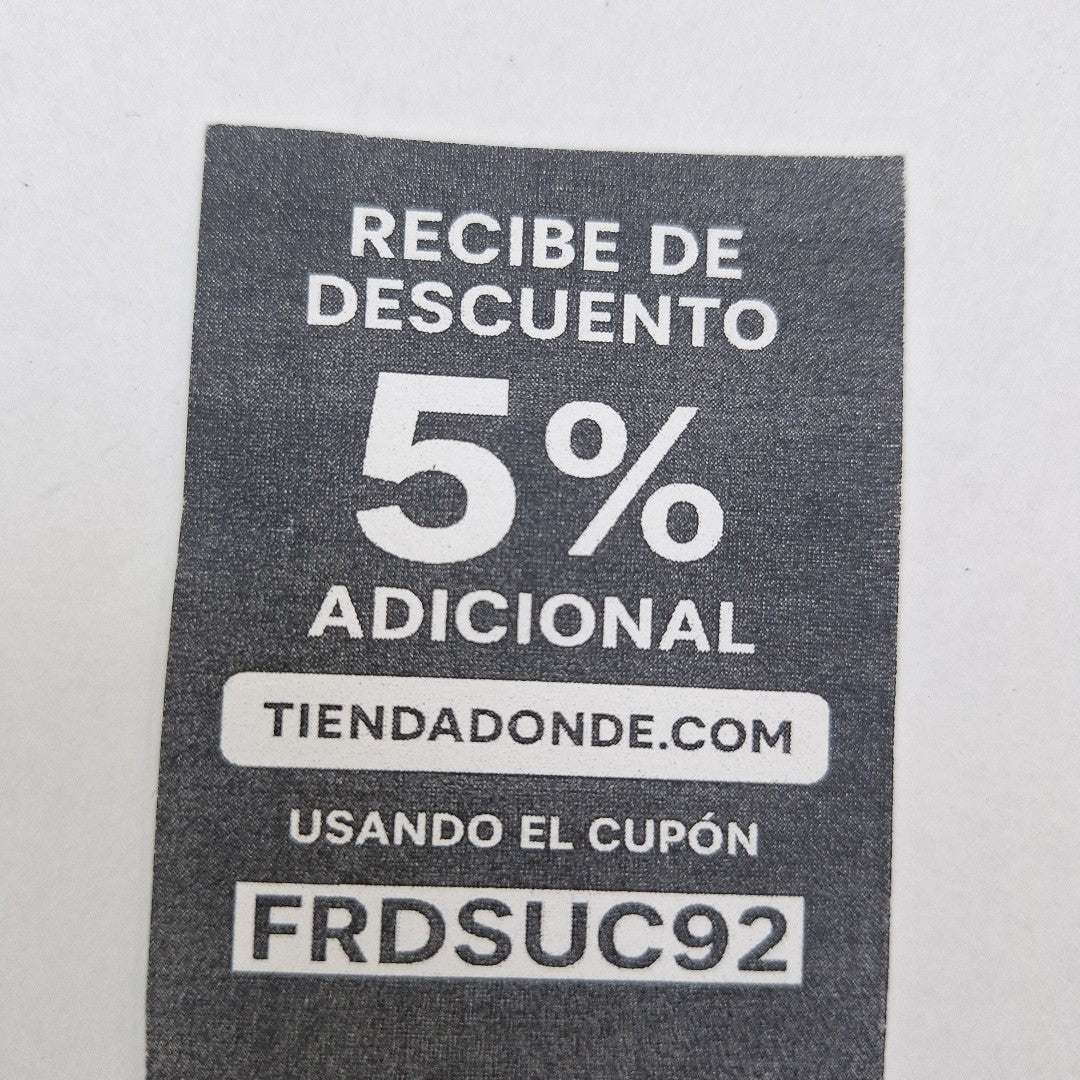 RECIBE DE
DESCUENTO
5%
ADICIONAL
TIENDADONDE.COM
USANDO EL CUPÓN
FRDSUC92